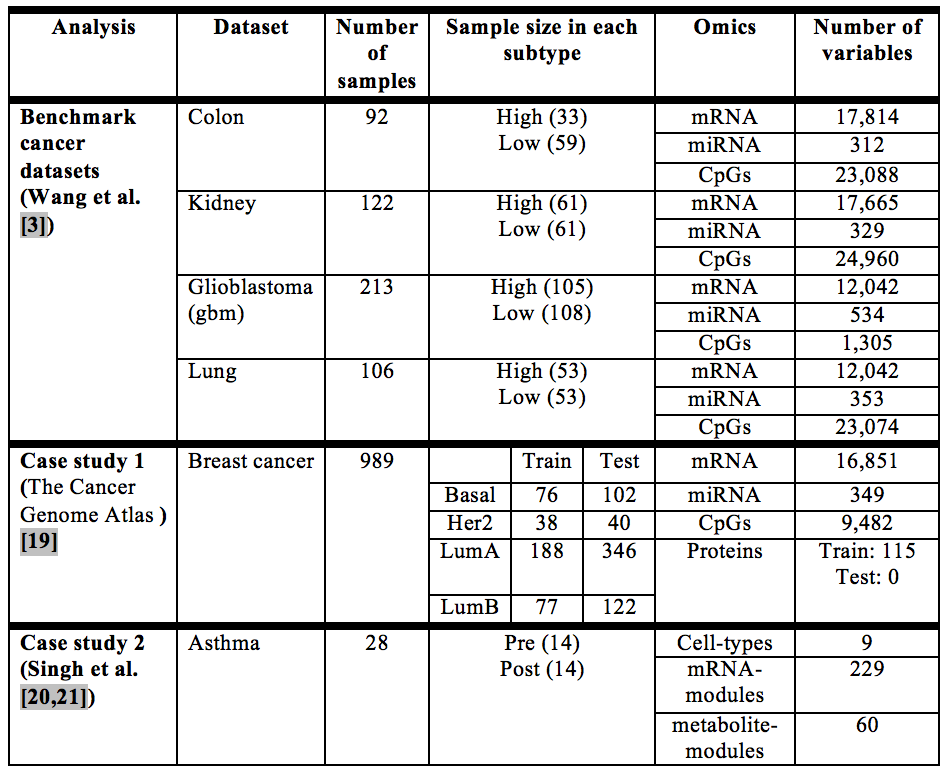 Analysis Dataset Number of samples Sample size in each subtype Omics Number of variables
Benchmark cancer datasets (Wang et al. [3]) Colon 92 High (33) Low (59) mRNA 17,814
miRNA 312
CpGs 23,088
Kidney 122 High (61) Low (61) mRNA 17,665
miRNA 329
CpGs 24,960
Glioblastoma (gbm) 213 High (105) Low (108) mRNA 12,042
miRNA 534
CpGs 1,305
Lung 106 High (53) Low (53) mRNA 12,042
miRNA 353
CpGs 23,074
Case study 1 (The Cancer Genome Atlas ) [19] Breast cancer 989 Train Test mRNA 16,851
Basal 76 102 miRNA 349
Her2 38 40 CpGs 9,482
LumA 188 346 Proteins Train: 115 Test: 0
LumB 77 122
Case study 2 (Singh et al. [20,21]) Asthma 28 Pre (14) Post (14) Cell-types 9
mRNA-modules 229
metabolite-modules 60